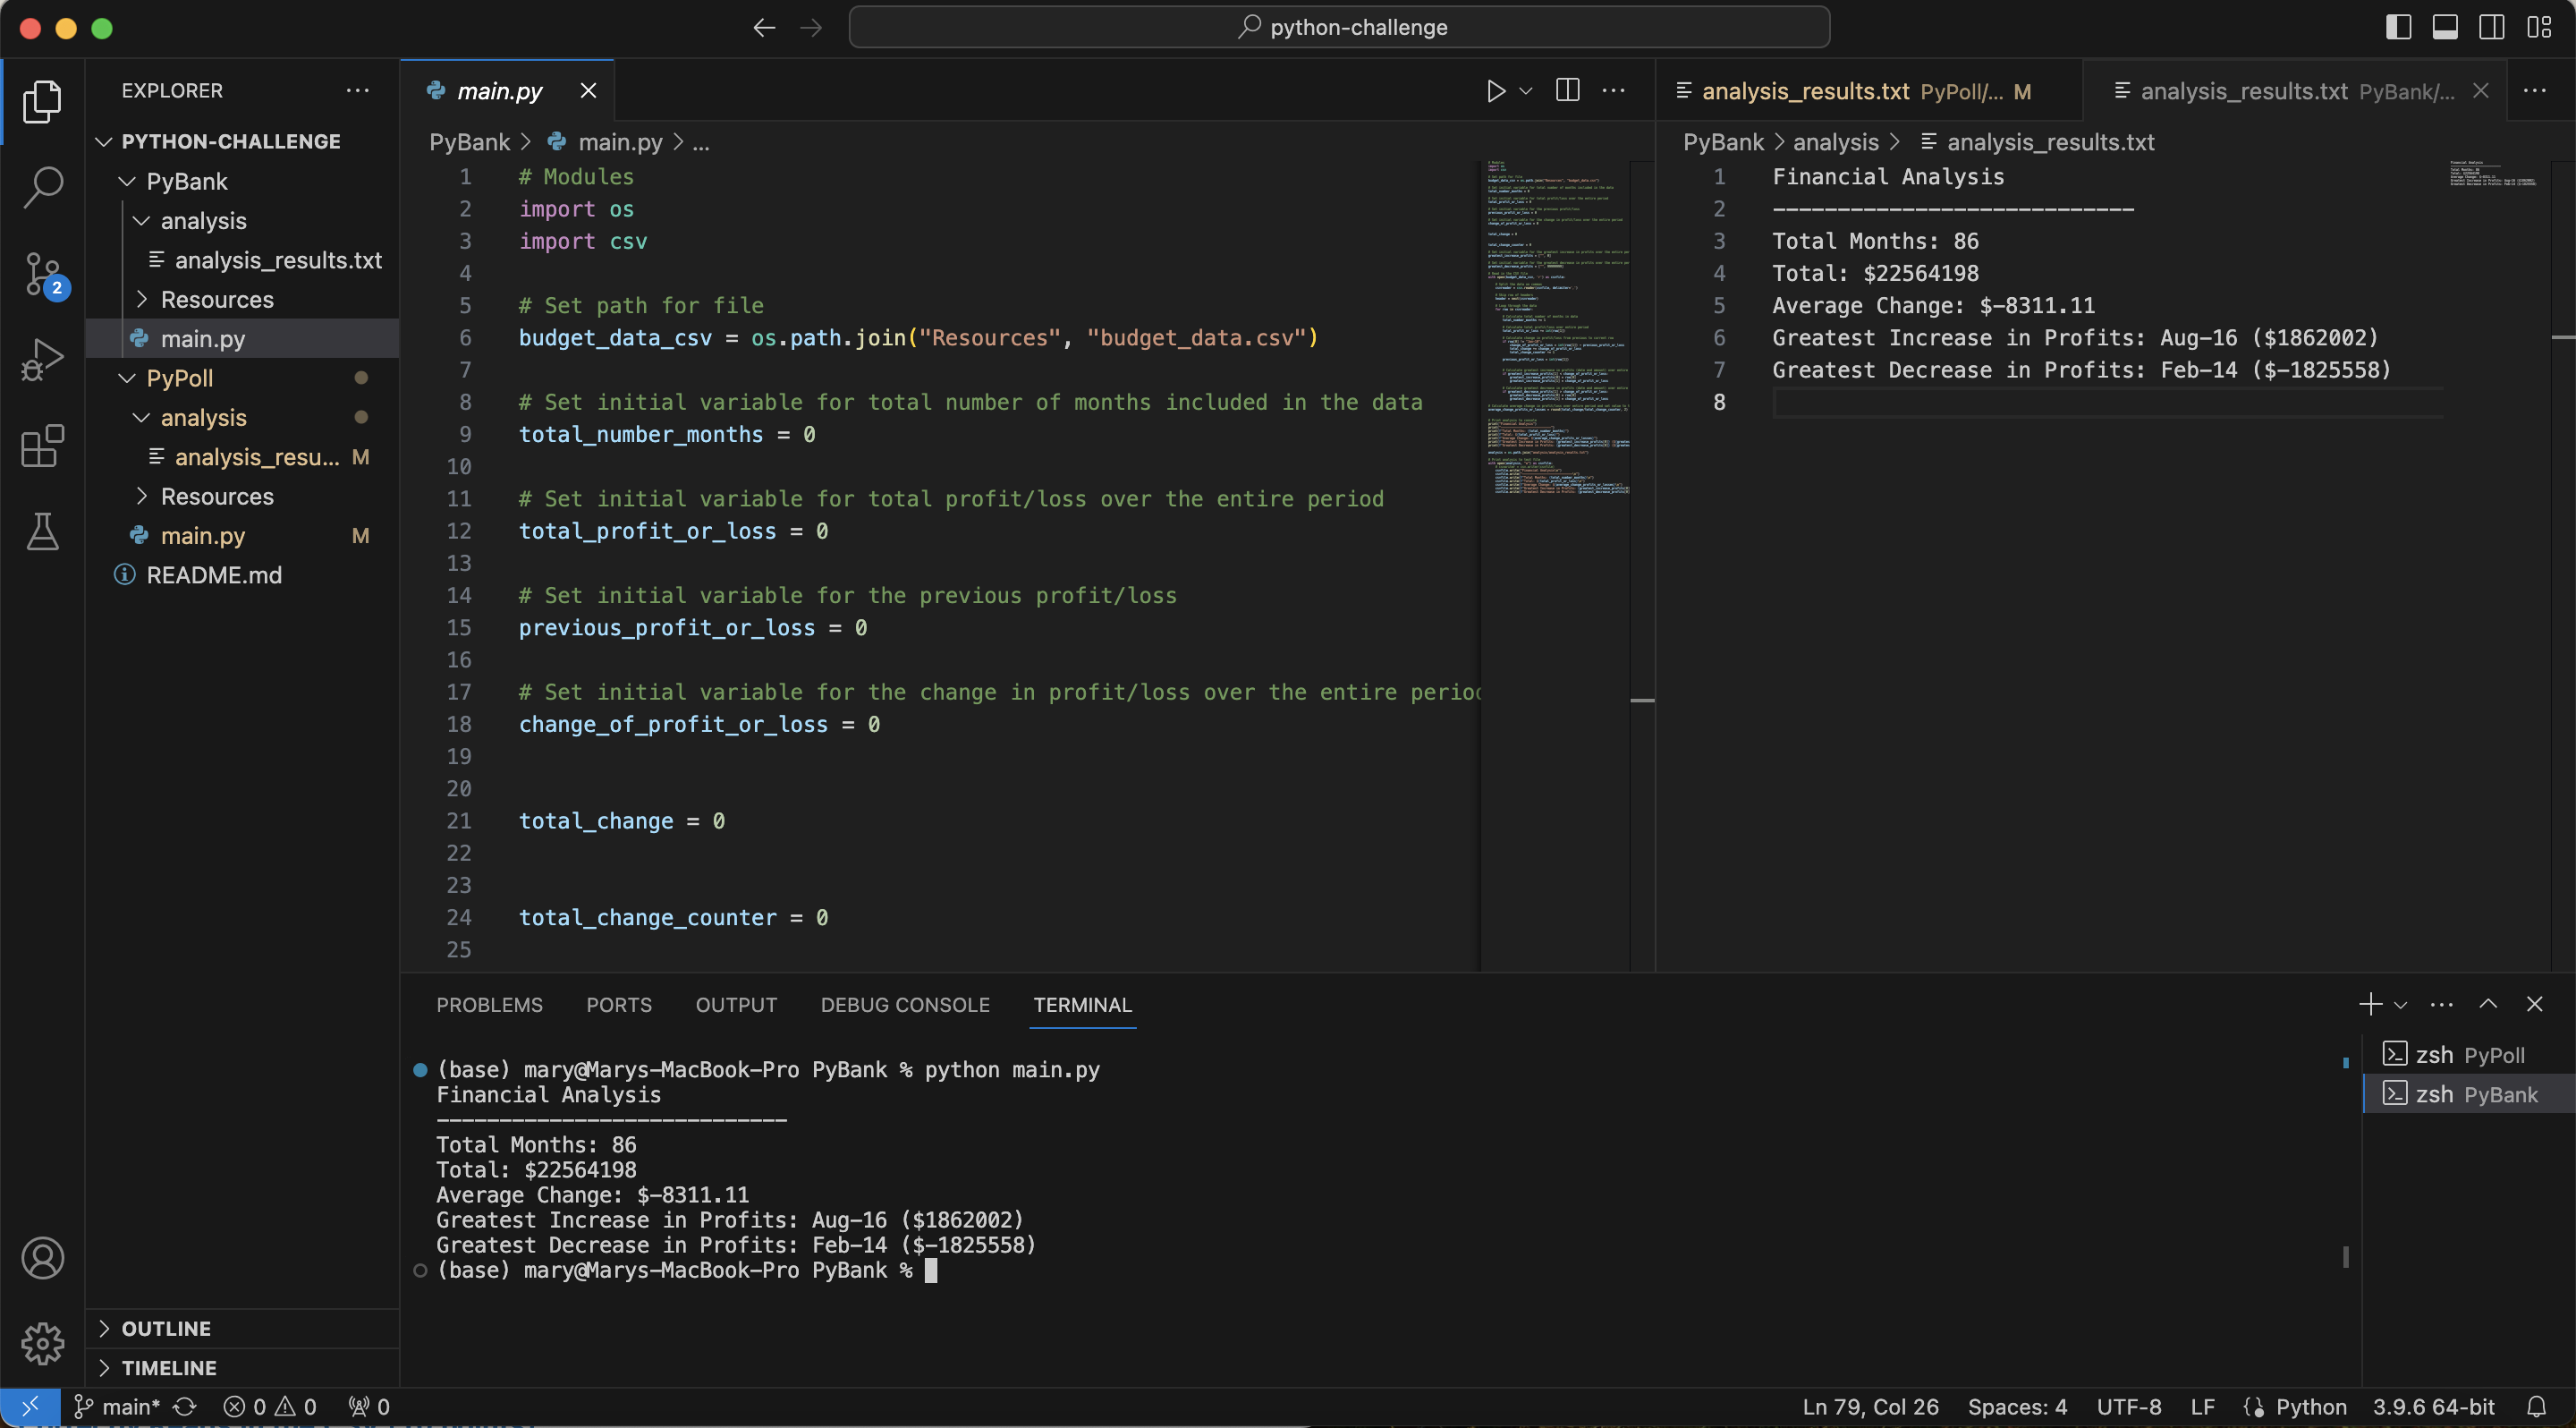 python-challenge
EXPLORER
PYTHON-CHALLENGE
PyBank
analysis
analysis_results.txt
Resources
main.py
PyPoll
analysis
analysis_resu... M
Resources
main.py M
README.md
OUTLINE
TIMELINE
2
main.py
PyBank > main.py > ...
1 # Modules
2 import os
3 import csv
4
5 # Set path for file
6 budget_data_csv = os.path.join("Resources", "budget_data.csv")
7
8 # Set initial variable for total number of months included in the data
9 total_number_months = 0
10
11 # Set initial variable for total profit/loss over the entire period
12 total_profit_or_loss = 0
13
14 # Set initial variable for the previous profit/loss
15 previous_profit_or_loss = 0
16
17 # Set initial variable for the change in profit/loss over the entire perio
18 change_of_profit_or_loss = 0
19
20
21 total_change = 0
22
23
24 total_change_counter = 0
25
analysis_results.txt PyPoll/... M
analysis_results.txt PyBank/...
PyBank > analysis > analysis_results.txt
1 Financial Analysis
2 ----------------------------
3 Total Months: 86
4 Total: $22564198
5 Average Change: $-8311.11
6 Greatest Increase in Profits: Aug-16 ($1862002)
7 Greatest Decrease in Profits: Feb-14 ($-1825558)
8
PROBLEMS PORTS OUTPUT DEBUG CONSOLE TERMINAL
(base) mary@Marys-MacBook-Pro PyBank % python main.py
Financial Analysis
----------------------------
Total Months: 86
Total: $22564198
Average Change: $-8311.11
Greatest Increase in Profits: Aug-16 ($1862002)
Greatest Decrease in Profits: Feb-14 ($-1825558)
(base) mary@Marys-MacBook-Pro PyBank %
zsh PyPoll
zsh PyBank
main* 0 0 0
Ln 79, Col 26 Spaces: 4 UTF-8 LF Python 3.9.6 64-bit